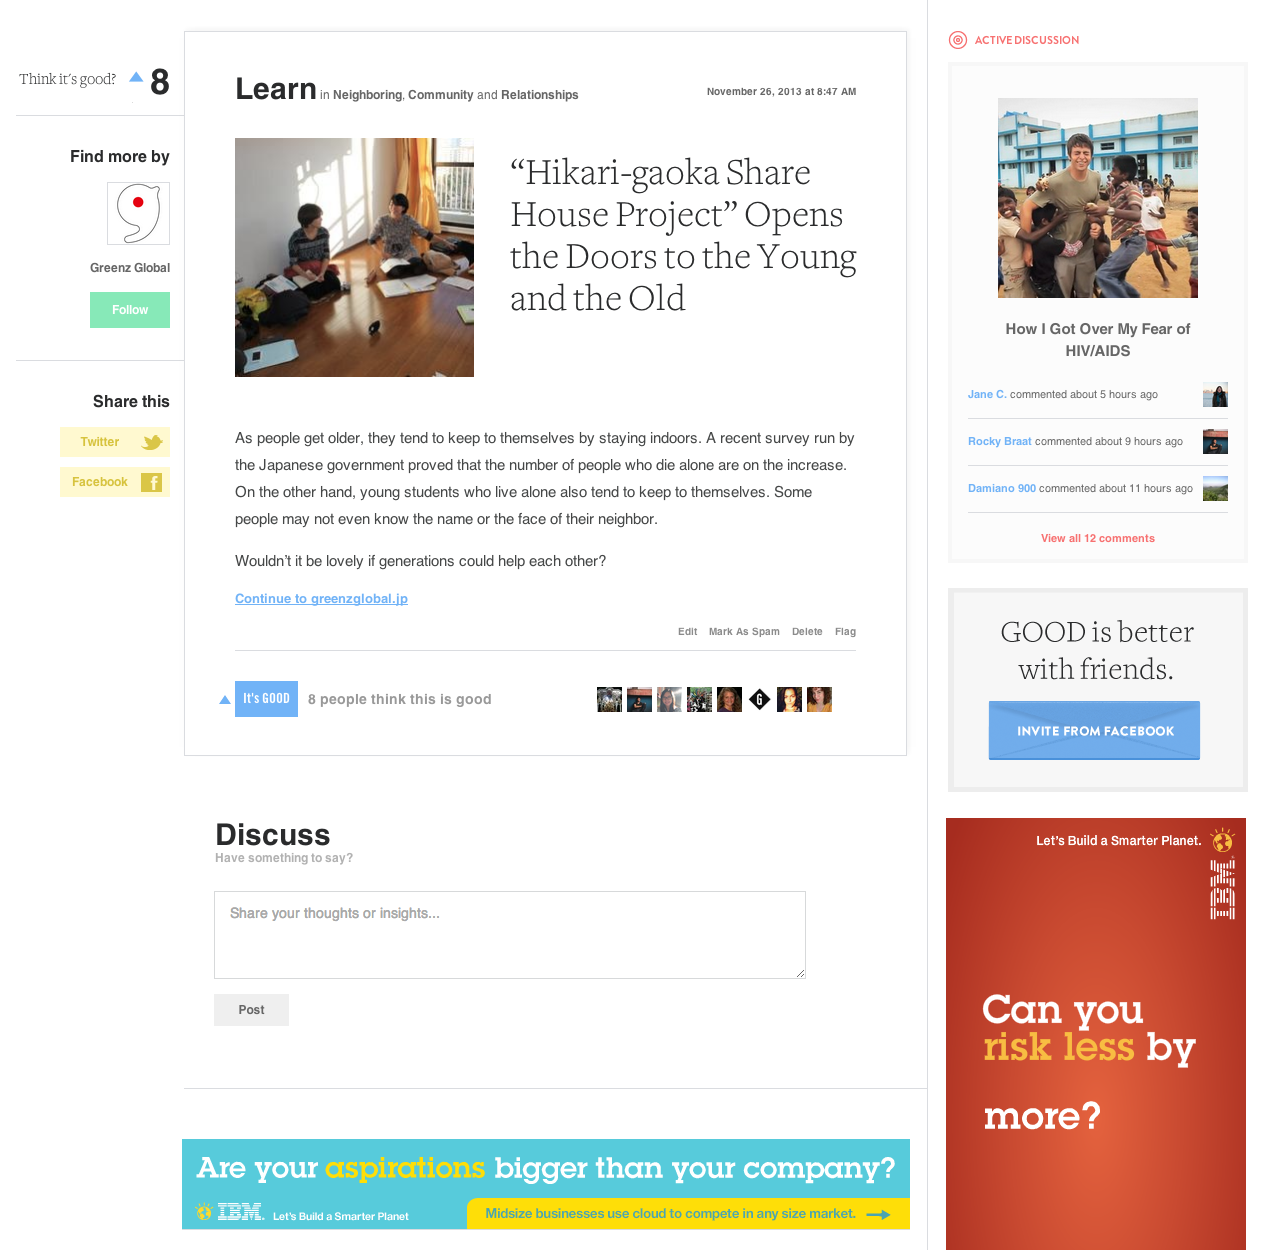 Think it's good? 8
Find more by
Greenz Global
Follow
Share this
Twitter
Facebook
Learn in Neighboring, Community and Relationships
November 26, 2013 at 8:47 AM
“Hikari-gaoka Share
House Project” Opens
the Doors to the Young
and the Old
As people get older, they tend to keep to themselves by staying indoors. A recent survey run by
the Japanese government proved that the number of people who die alone are on the increase.
On the other hand, young students who live alone also tend to keep to themselves. Some
people may not even know the name or the face of their neighbor.
Wouldn’t it be lovely if generations could help each other?
Continue to greenzglobal.jp
Edit Mark As Spam Delete Flag
It's GOOD 8 people think this is good
G
Discuss
Have something to say?
Share your thoughts or insights...
Post
Are your aspirations bigger than your company?
IBM. Let's Build a Smarter Planet
Midsize businesses use cloud to compete in any size market.
ACTIVE DISCUSSION
How I Got Over My Fear of
HIV/AIDS
Jane C. commented about 5 hours ago
Rocky Braat commented about 9 hours ago
Damiano 900 commented about 11 hours ago
View all 12 comments
GOOD is better
with friends.
INVITE FROM FACEBOOK
Let's Build a Smarter Planet.
IBM
Can you
risk less by
more?